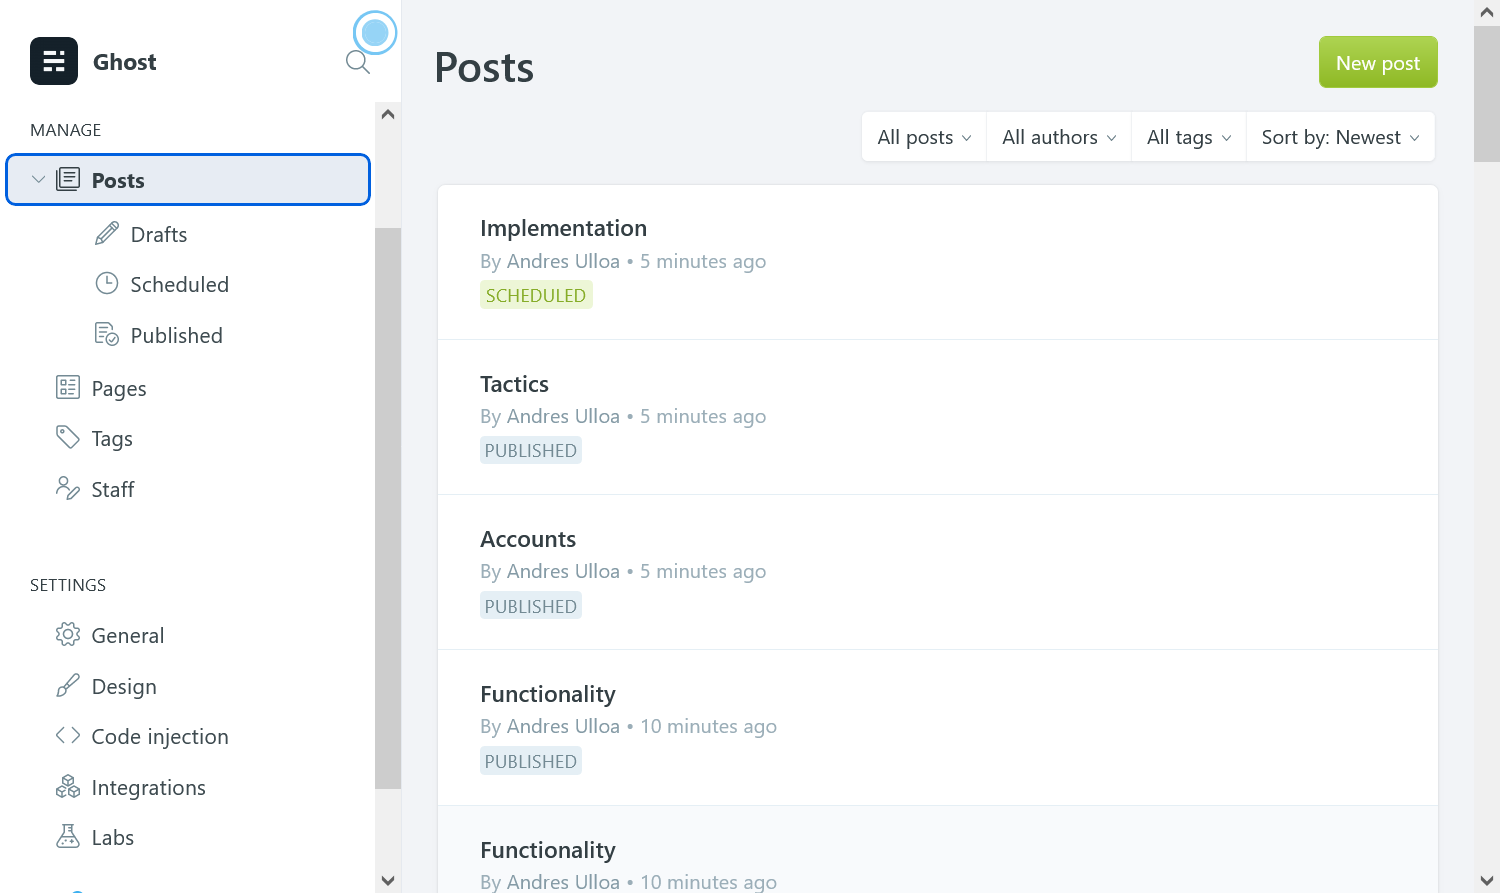 Ghost
MANAGE
Posts
Drafts
Scheduled
Published
Pages
Tags
Staff
SETTINGS
General
Design
Code injection
Integrations
Labs
Posts
New post
All posts
All authors
All tags
Sort by: Newest
Implementation
By Andres Ulloa • 5 minutes ago
SCHEDULED
Tactics
By Andres Ulloa • 5 minutes ago
PUBLISHED
Accounts
By Andres Ulloa • 5 minutes ago
PUBLISHED
Functionality
By Andres Ulloa • 10 minutes ago
PUBLISHED
Functionality
By Andres Ulloa • 10 minutes ago